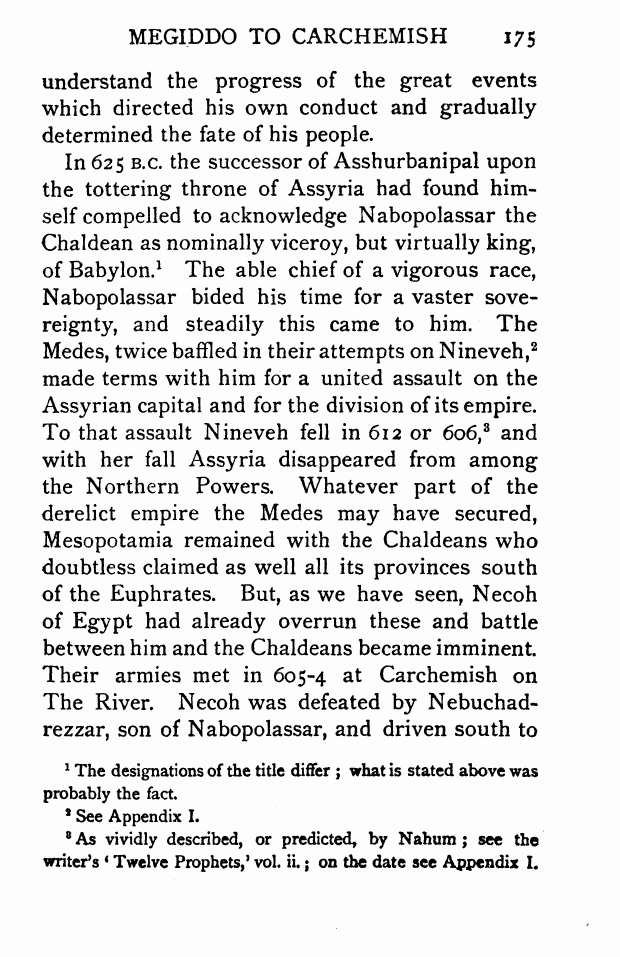 MEGIDDO TO CARCHEMISH 175
understand the progress of the great events
which directed his own conduct and gradually
determined the fate of his people.
In 625 B.C. the successor of Asshurbanipal upon
the tottering throne of Assyria had found him-
self compelled to acknowledge Nabopolassar the
Chaldean as nominally viceroy, but virtually king,
of Babylon.¹ The able chief of a vigorous race,
Nabopolassar bided his time for a vaster sove-
reignty, and steadily this came to him. The
Medes, twice baffled in their attempts on Nineveh,²
made terms with him for a united assault on the
Assyrian capital and for the division of its empire.
To that assault Nineveh fell in 612 or 606,³ and
with her fall Assyria disappeared from among
the Northern Powers. Whatever part of the
derelict empire the Medes may have secured,
Mesopotamia remained with the Chaldeans who
doubtless claimed as well all its provinces south
of the Euphrates. But, as we have seen, Necoh
of Egypt had already overrun these and battle
between him and the Chaldeans became imminent.
Their armies met in 605-4 at Carchemish on
The River. Necoh was defeated by Nebuchad-
rezzar, son of Nabopolassar, and driven south to
¹ The designations of the title differ ; what is stated above was
probably the fact.
² See Appendix I.
³ As vividly described, or predicted, by Nahum ; see the
writer's ‘ Twelve Prophets,’ vol. ii. ; on the date see Appendix I.